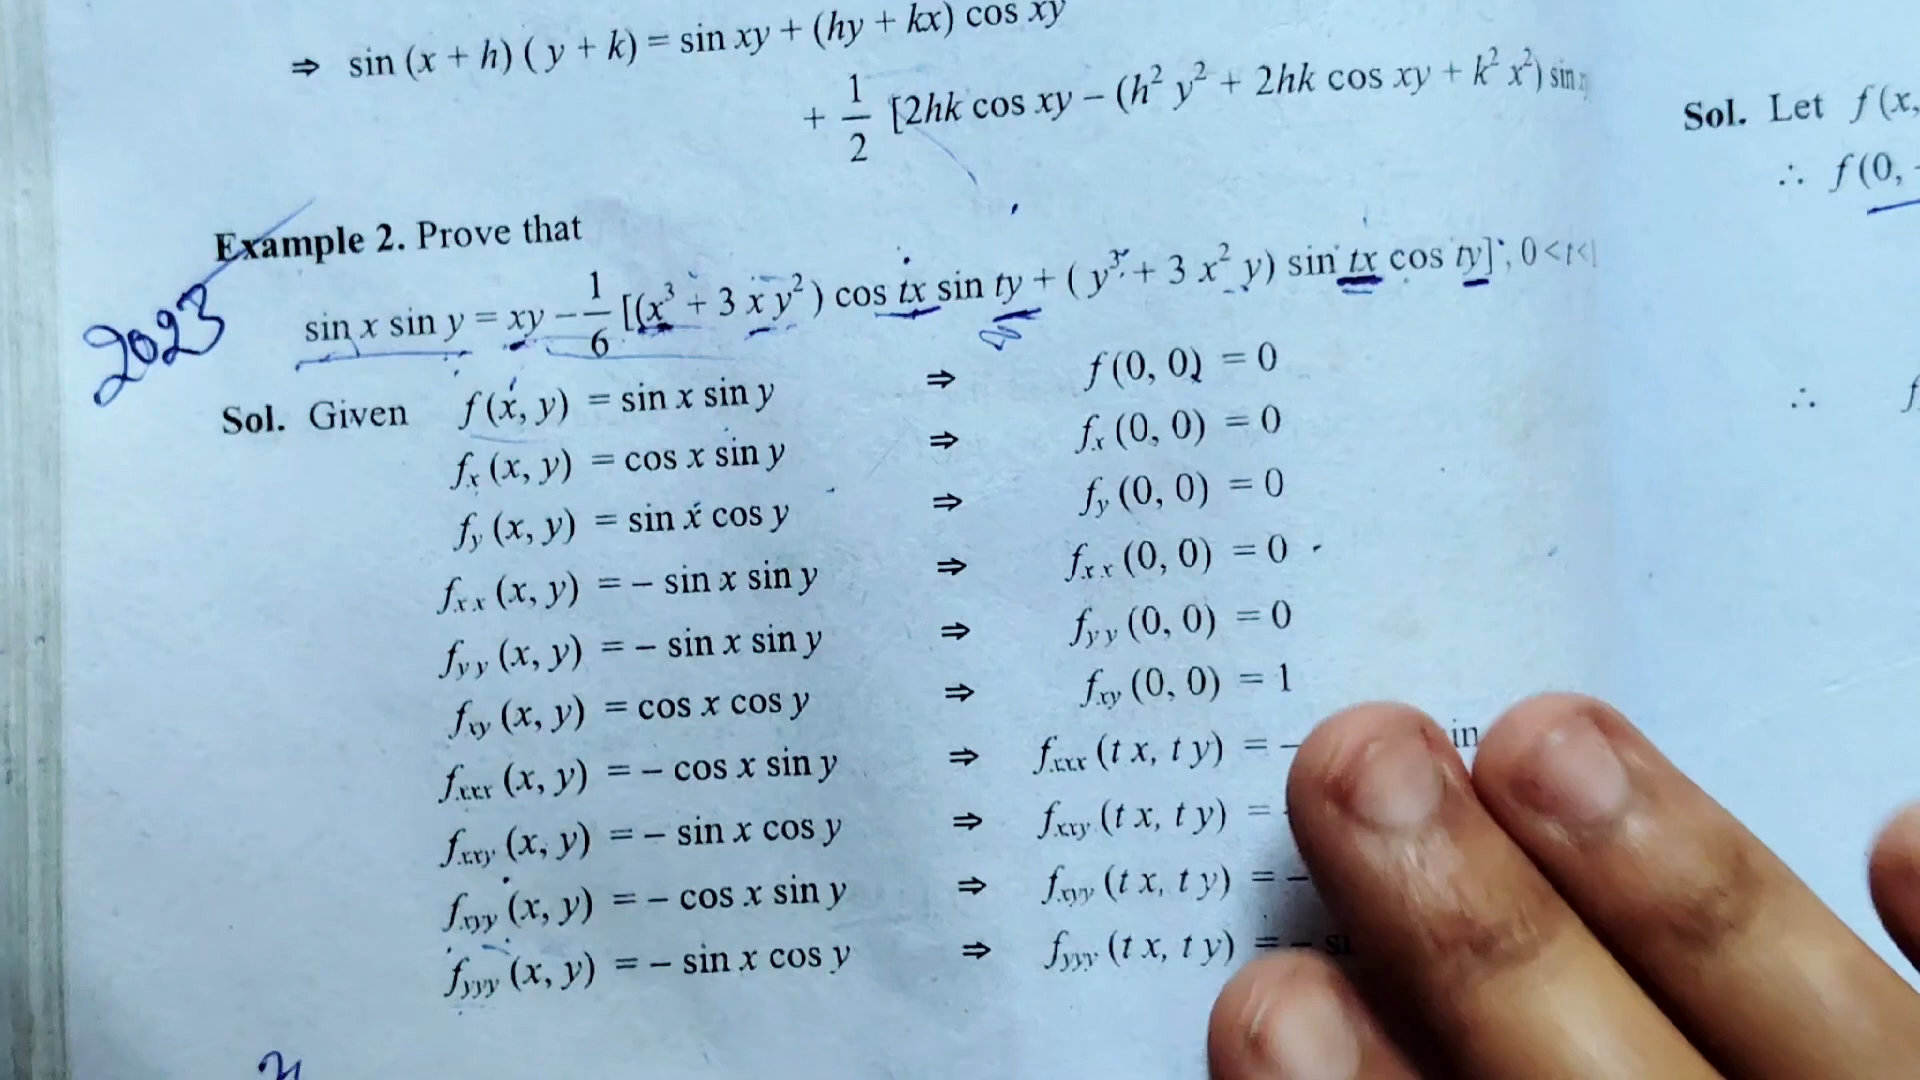 ⇒ sin (x + h) ( y + k) = sin xy + (hy + kx) cos xy
+ 1/2 [2hk cos xy – (h² y² + 2hk cos xy + k² x²) sin
Example 2. Prove that
2023
sin x sin y = xy – 1/6 [(x³ + 3 x y²) cos tx sin ty + ( y³ + 3 x² y) sin tx cos ty] ; 0 < t <
Sol. Given f (x, y) = sin x sin y ⇒ f (0, 0) = 0
fₓ (x, y) = cos x sin y ⇒ fₓ (0, 0) = 0
f_y (x, y) = sin x cos y ⇒ f_y (0, 0) = 0
f_xx (x, y) = – sin x sin y ⇒ f_xx (0, 0) = 0
f_yy (x, y) = – sin x sin y ⇒ f_yy (0, 0) = 0
f_xy (x, y) = cos x cos y ⇒ f_xy (0, 0) = 1
f_xxx (x, y) = – cos x sin y ⇒ f_xxx (t x, t y) = – in
f_xxy (x, y) = – sin x cos y ⇒ f_xxy (t x, t y) =
f_xyy (x, y) = – cos x sin y ⇒ f_xyy (t x, t y) = –
f_yyy (x, y) = – sin x cos y ⇒ f_yyy (t x, t y) = – s
Sol. Let f (x,
∴ f (0,
∴ f